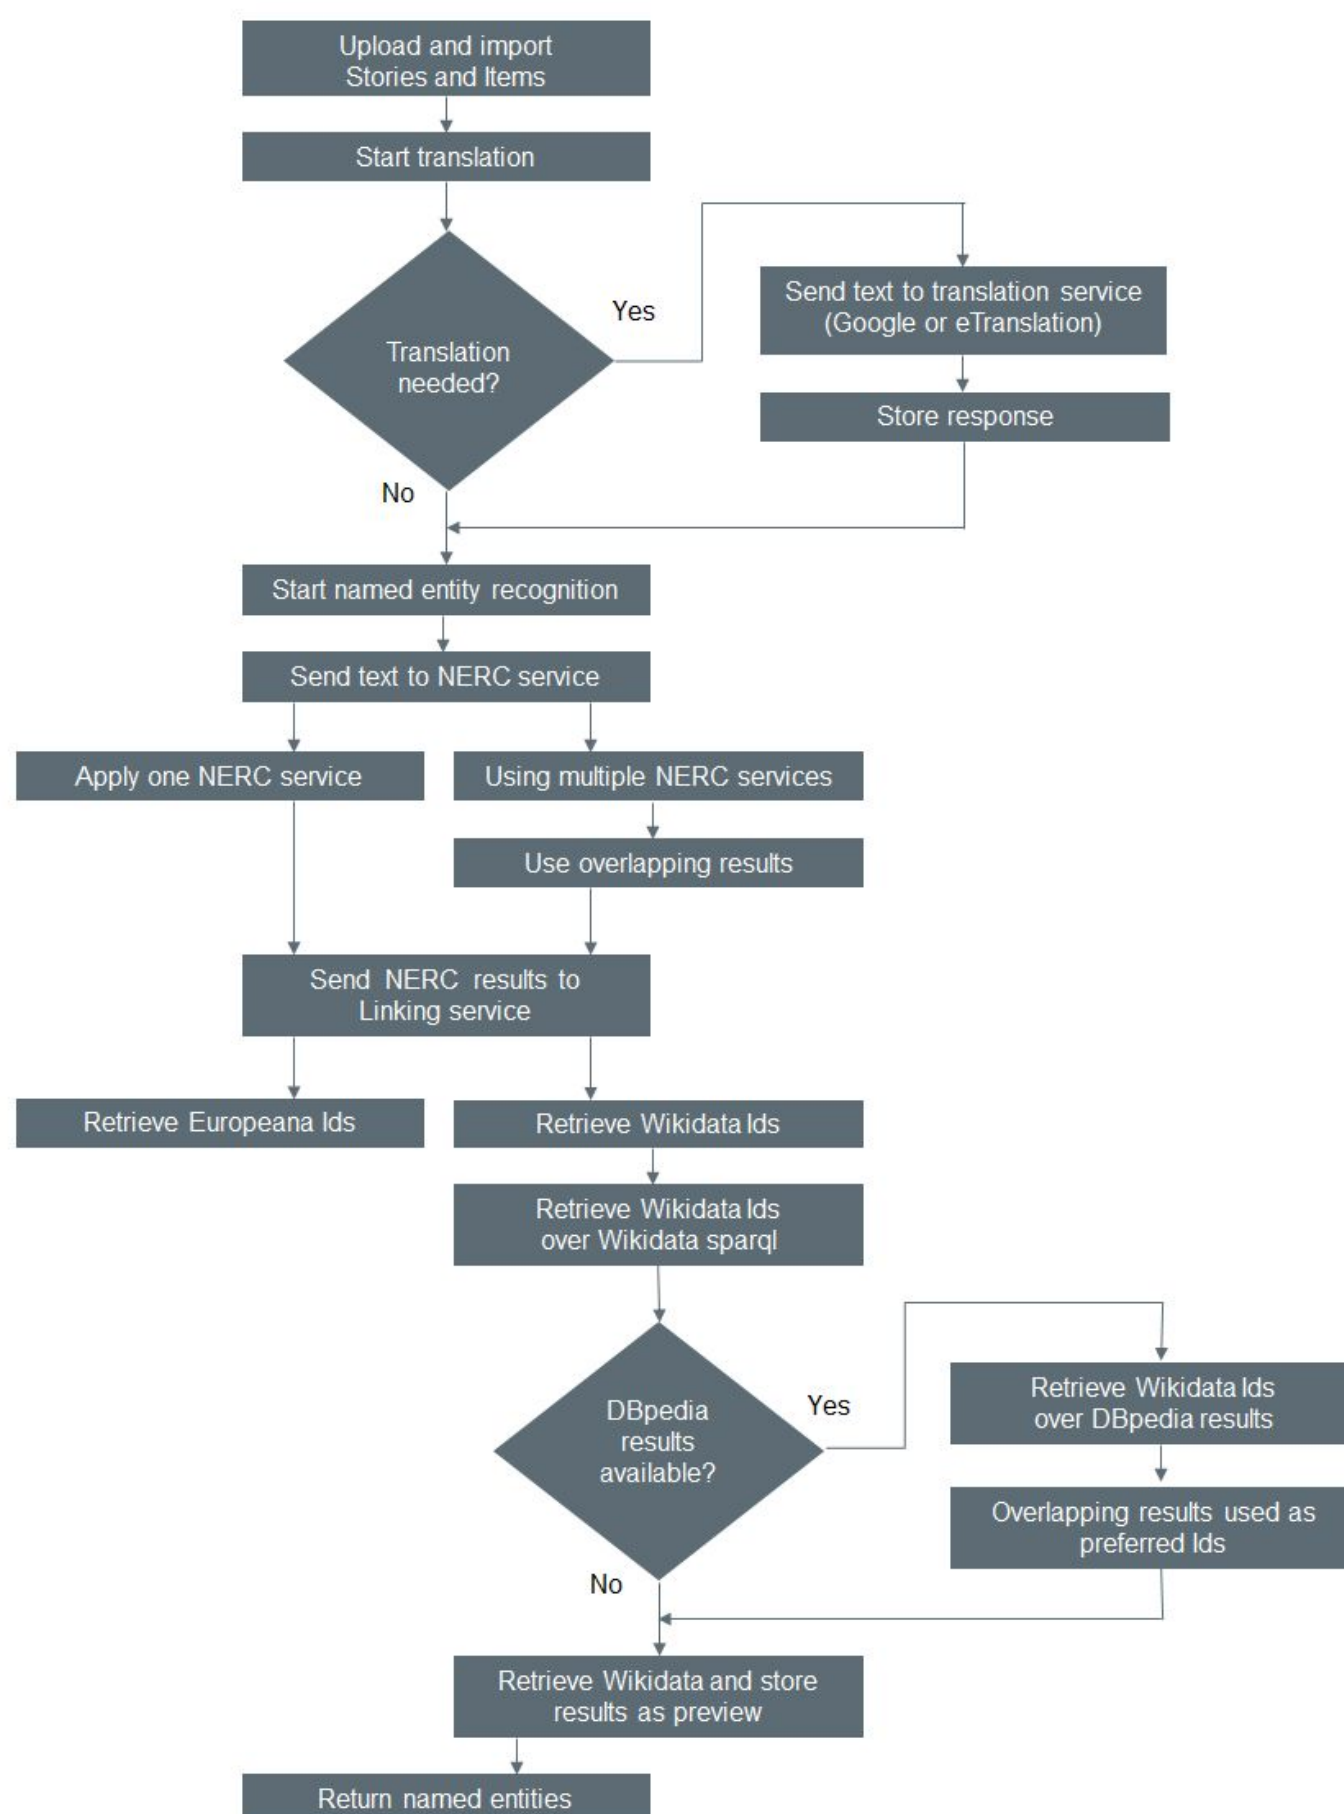 Upload and import
Stories and Items
Start translation
Yes
Send text to translation service
(Google or eTranslation)
Translation
needed?
Store response
No
Start named entity recognition
Send text to NERC service
Apply one NERC service
Using multiple NERC services
Use overlapping results
Send NERC results to
Linking service
Retrieve Europeana Ids
Retrieve Wikidata Ids
Retrieve Wikidata Ids
over Wikidata sparql
DBpedia
results
available?
Yes
Retrieve Wikidata Ids
over DBpedia results
Overlapping results used as
preferred Ids
No
Retrieve Wikidata and store
results as preview
Return named entities